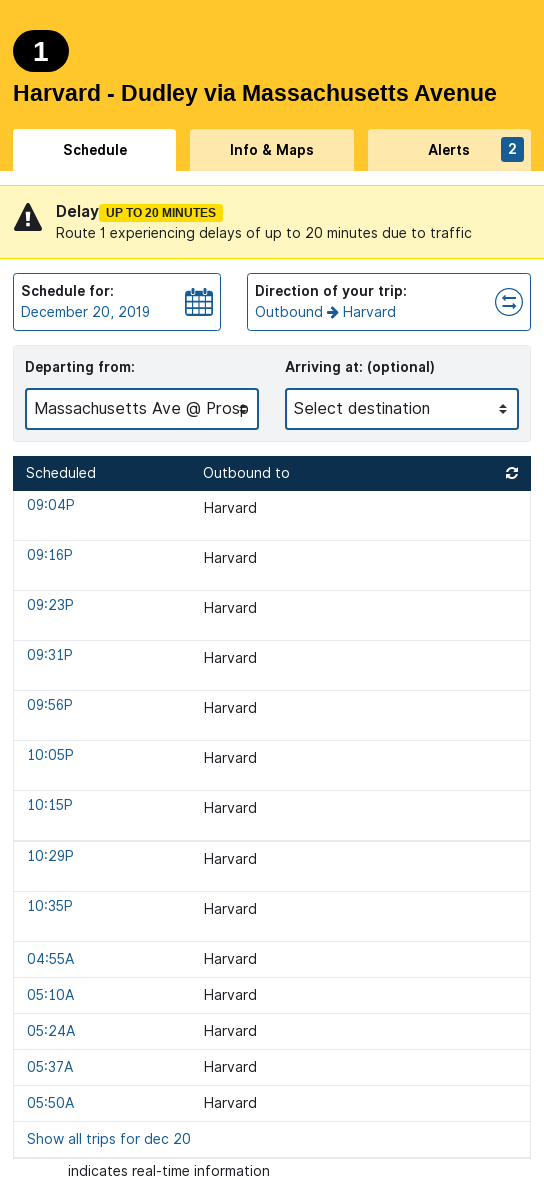 1
Harvard - Dudley via Massachusetts Avenue
Schedule Info & Maps Alerts 2
Delay UP TO 20 MINUTES
Route 1 experiencing delays of up to 20 minutes due to traffic
Schedule for: Direction of your trip:
December 20, 2019 Outbound → Harvard
Departing from: Arriving at: (optional)
Massachusetts Ave @ Prosp Select destination
Scheduled Outbound to
09:04P Harvard
09:16P Harvard
09:23P Harvard
09:31P Harvard
09:56P Harvard
10:05P Harvard
10:15P Harvard
10:29P Harvard
10:35P Harvard
04:55A Harvard
05:10A Harvard
05:24A Harvard
05:37A Harvard
05:50A Harvard
Show all trips for dec 20
indicates real-time information